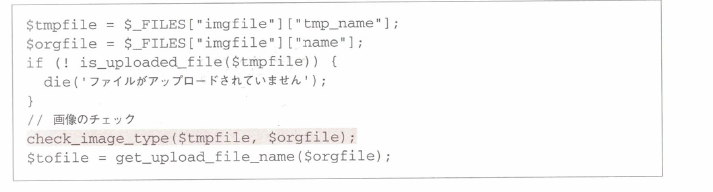 $tmpfile = $_FILES["imgfile"]["tmp_name"];
$orgfile = $_FILES["imgfile"]["name"];
if (! is_uploaded_file($tmpfile)) {
  die('ファイルがアップロードされていません');
}
// 画像のチェック
check_image_type($tmpfile, $orgfile);
$tofile = get_upload_file_name($orgfile);